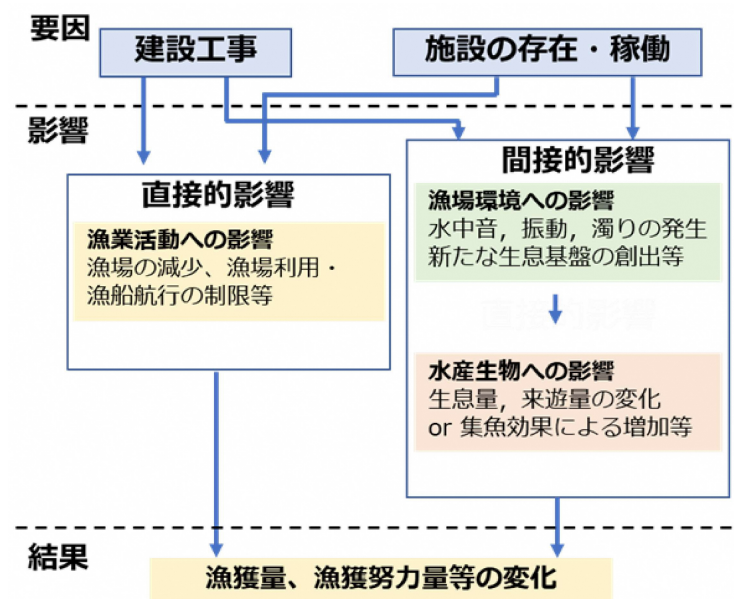 要因
建設工事
施設の存在・稼働
影響
直接的影響
漁業活動への影響
漁場の減少、漁場利用・
漁船航行の制限等
間接的影響
漁場環境への影響
水中音，振動，濁りの発生
新たな生息基盤の創出等
直接的影響
水産生物への影響
生息量，来遊量の変化
or 集魚効果による増加等
結果
漁獲量、漁獲努力量等の変化